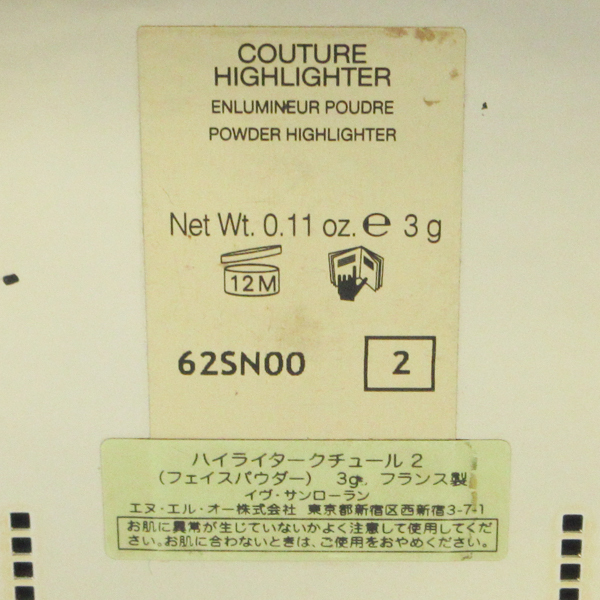 COUTURE
HIGHLIGHTER
ENLUMINEUR POUDRE
POWDER HIGHLIGHTER
Net Wt. 0.11 oz. ℮ 3 g
12M
62SN00 2
ハイライタークチュール 2
(フェイスパウダー) 3g. フランス製
イヴ・サンローラン
エヌ・エル・オー株式会社 東京都新宿区西新宿3-7-1
お肌に異常が生じていないかよく注意して使用してくだ
さい。お肌に合わないときは、ご使用をおやめください。